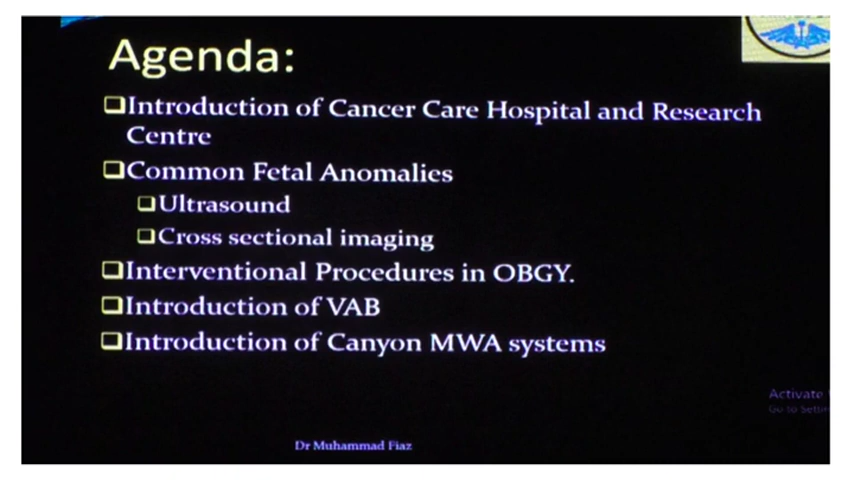 Agenda:
❑Introduction of Cancer Care Hospital and Research
Centre
❑Common Fetal Anomalies
❑Ultrasound
❑Cross sectional imaging
❑Interventional Procedures in OBGY.
❑Introduction of VAB
❑Introduction of Canyon MWA systems
Activate
Go to
Dr Muhammad Fiaz